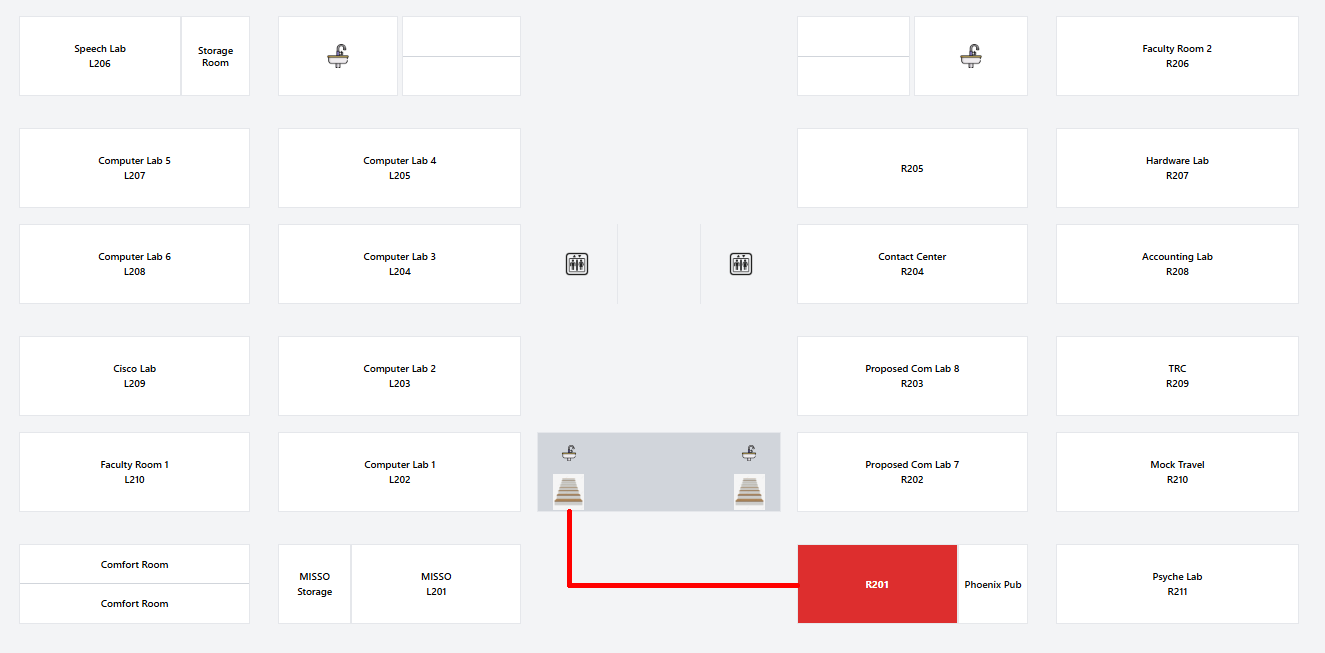 Speech Lab
L206
Storage
Room
Faculty Room 2
R206
Computer Lab 5
L207
Computer Lab 4
L205
R205
Hardware Lab
R207
Computer Lab 6
L208
Computer Lab 3
L204
Contact Center
R204
Accounting Lab
R208
Cisco Lab
L209
Computer Lab 2
L203
Proposed Com Lab 8
R203
TRC
R209
Faculty Room 1
L210
Computer Lab 1
L202
Proposed Com Lab 7
R202
Mock Travel
R210
Comfort Room
Comfort Room
MISSO
Storage
MISSO
L201
R201
Phoenix Pub
Psyche Lab
R211